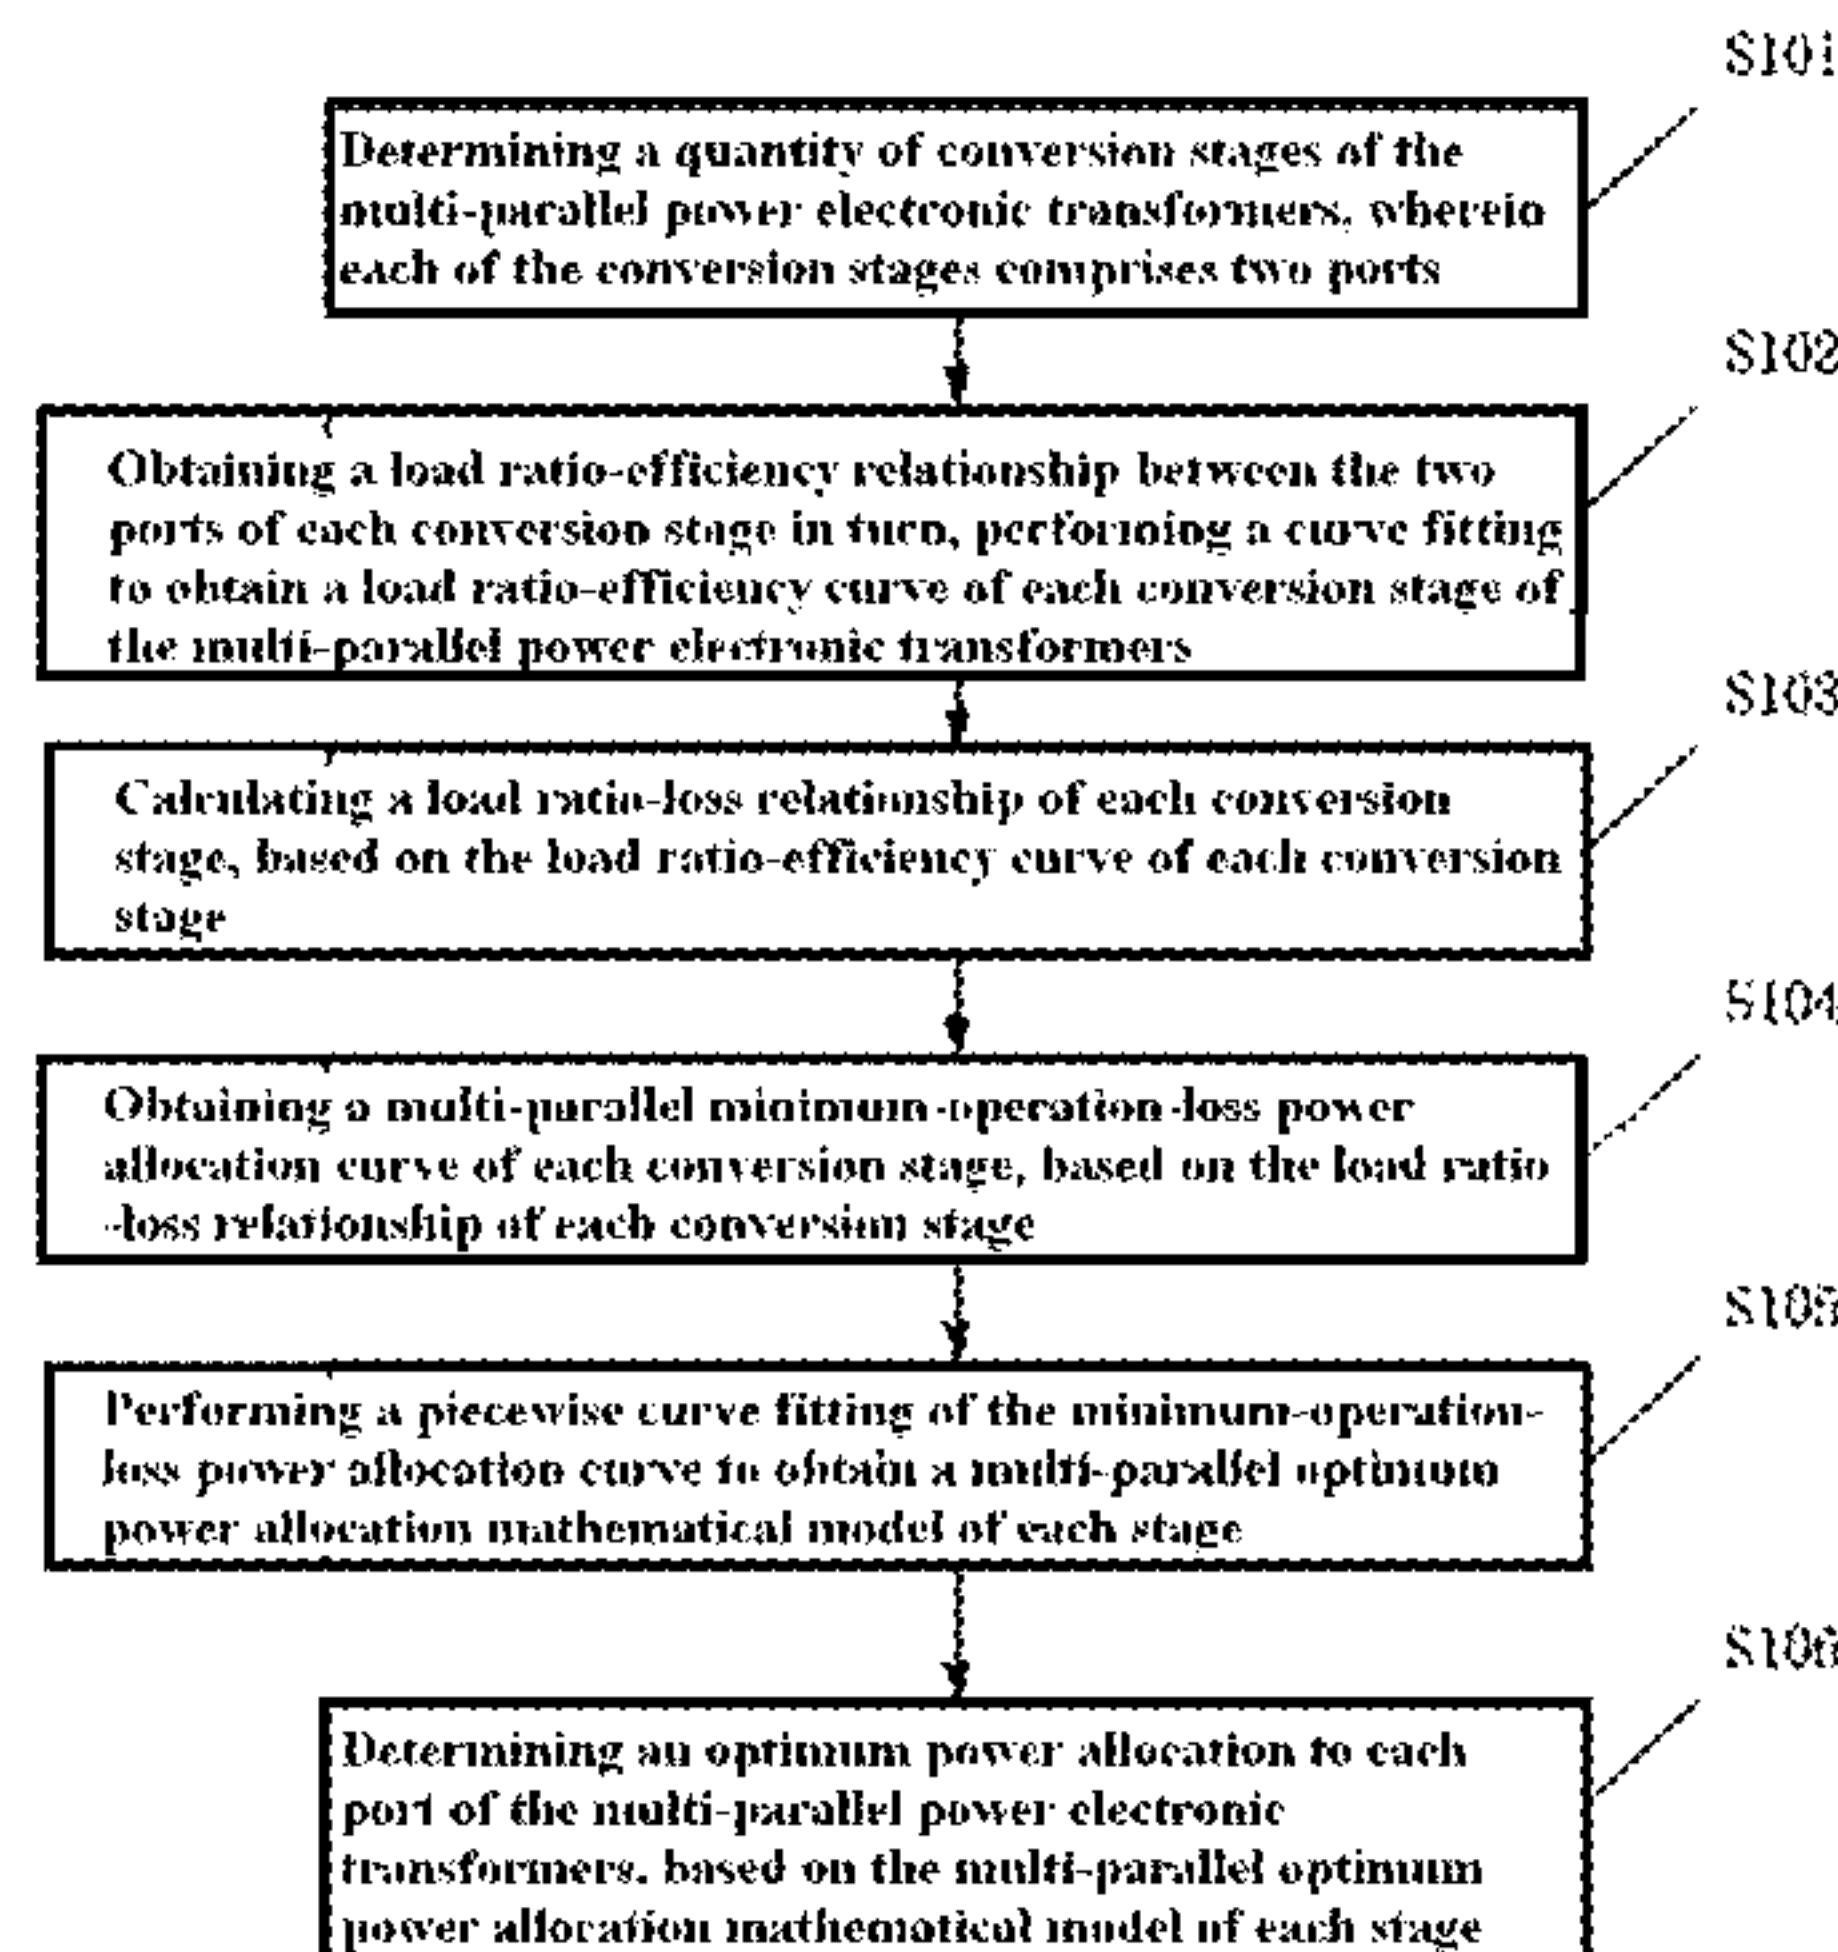 S101
Determining a quantity of conversion stages of the
multi-parallel power electronic transformers, wherein
each of the conversion stages comprises two ports
S102
Obtaining a load ratio-efficiency relationship between the two
ports of each conversion stage in turn, performing a curve fitting
to obtain a load ratio-efficiency curve of each conversion stage of
the multi-parallel power electronic transformers
S103
Calculating a load ratio-loss relationship of each conversion
stage, based on the load ratio-efficiency curve of each conversion
stage
S104
Obtaining a multi-parallel minimum-operation-loss power
allocation curve of each conversion stage, based on the load ratio
-loss relationship of each conversion stage
S105
Performing a piecewise curve fitting of the minimum-operation-
loss power allocation curve to obtain a multi-parallel optimum
power allocation mathematical model of each stage
S106
Determining an optimum power allocation to each
port of the multi-parallel power electronic
transformers, based on the multi-parallel optimum
power allocation mathematical model of each stage